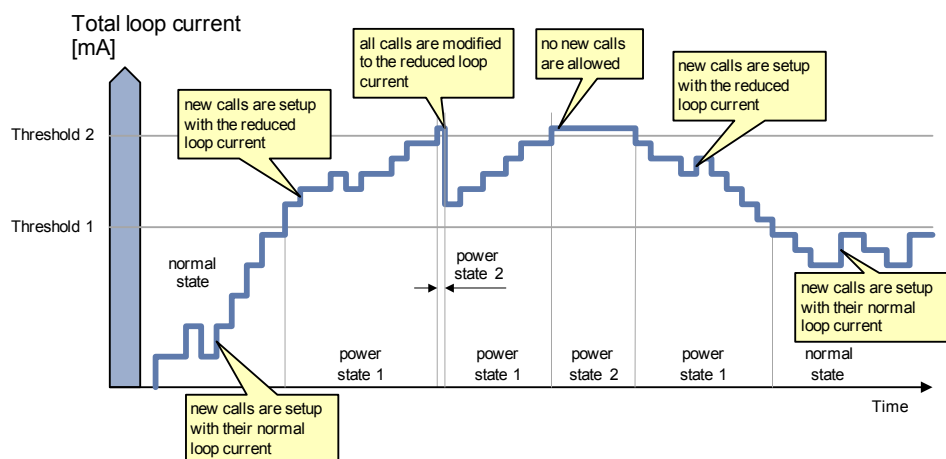 Total loop current
[mA]
all calls are modified
to the reduced loop
current
no new calls
are allowed
new calls are setup
with the reduced
loop current
new calls are setup
with the reduced
loop current
Threshold 2
Threshold 1
normal
state
power
state 2
new calls are setup
with their normal
loop current
power
state 1
power
state 1
power
state 2
power
state 1
normal
state
Time
new calls are setup
with their normal
loop current